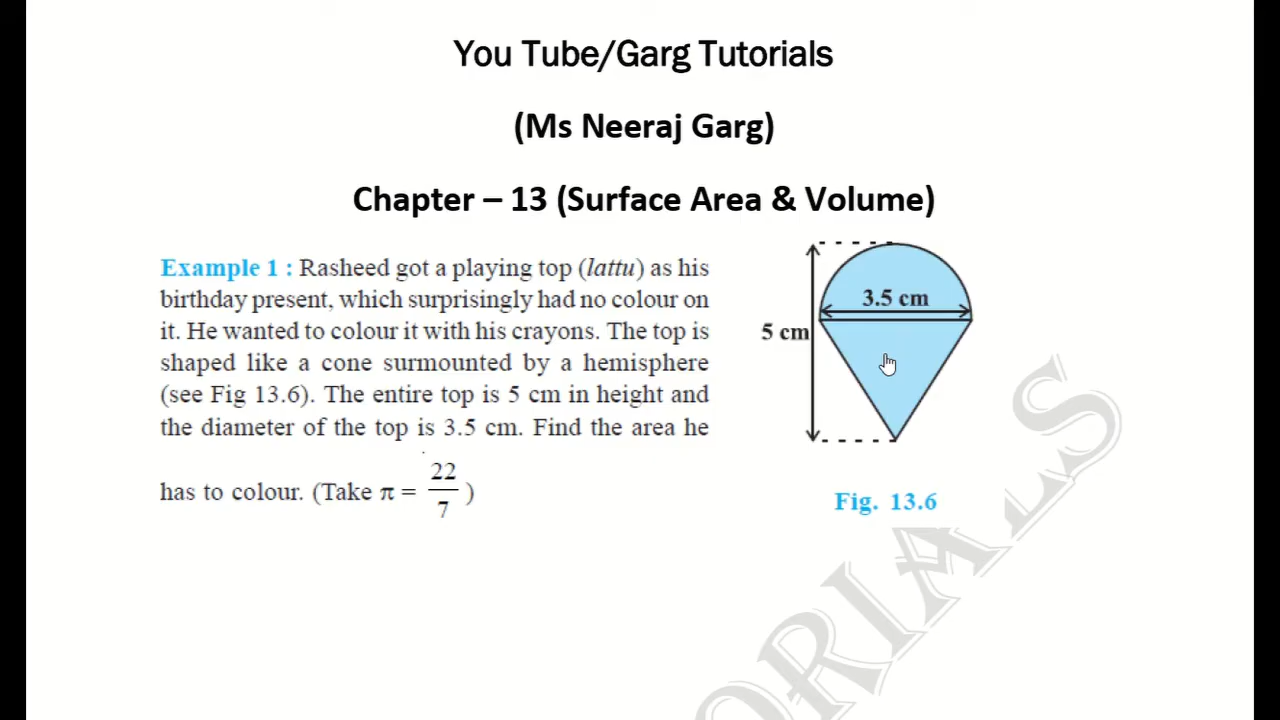 You Tube/Garg Tutorials
(Ms Neeraj Garg)
Chapter – 13 (Surface Area & Volume)
Example 1 : Rasheed got a playing top (lattu) as his
birthday present, which surprisingly had no colour on
it. He wanted to colour it with his crayons. The top is
shaped like a cone surmounted by a hemisphere
(see Fig 13.6). The entire top is 5 cm in height and
the diameter of the top is 3.5 cm. Find the area he
has to colour. (Take π = 22/7)
3.5 cm
5 cm
Fig. 13.6